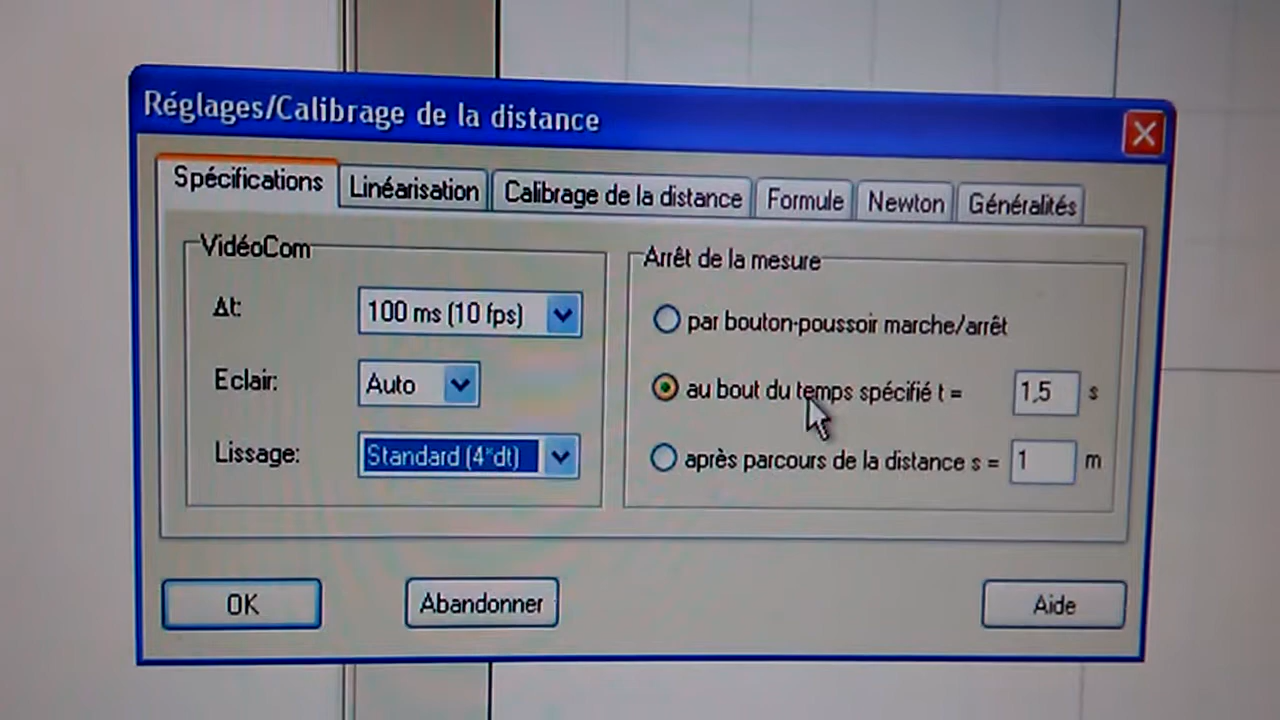 Réglages/Calibrage de la distance
Spécifications Linéarisation Calibrage de la distance Formule Newton Généralités
VidéoCom
Δt: 100 ms (10 fps)
Eclair: Auto
Lissage: Standard (4*dt)
Arrêt de la mesure
par bouton-poussoir marche/arrêt
au bout du temps spécifié t = 1,5 s
après parcours de la distance s = 1 m
OK Abandonner Aide